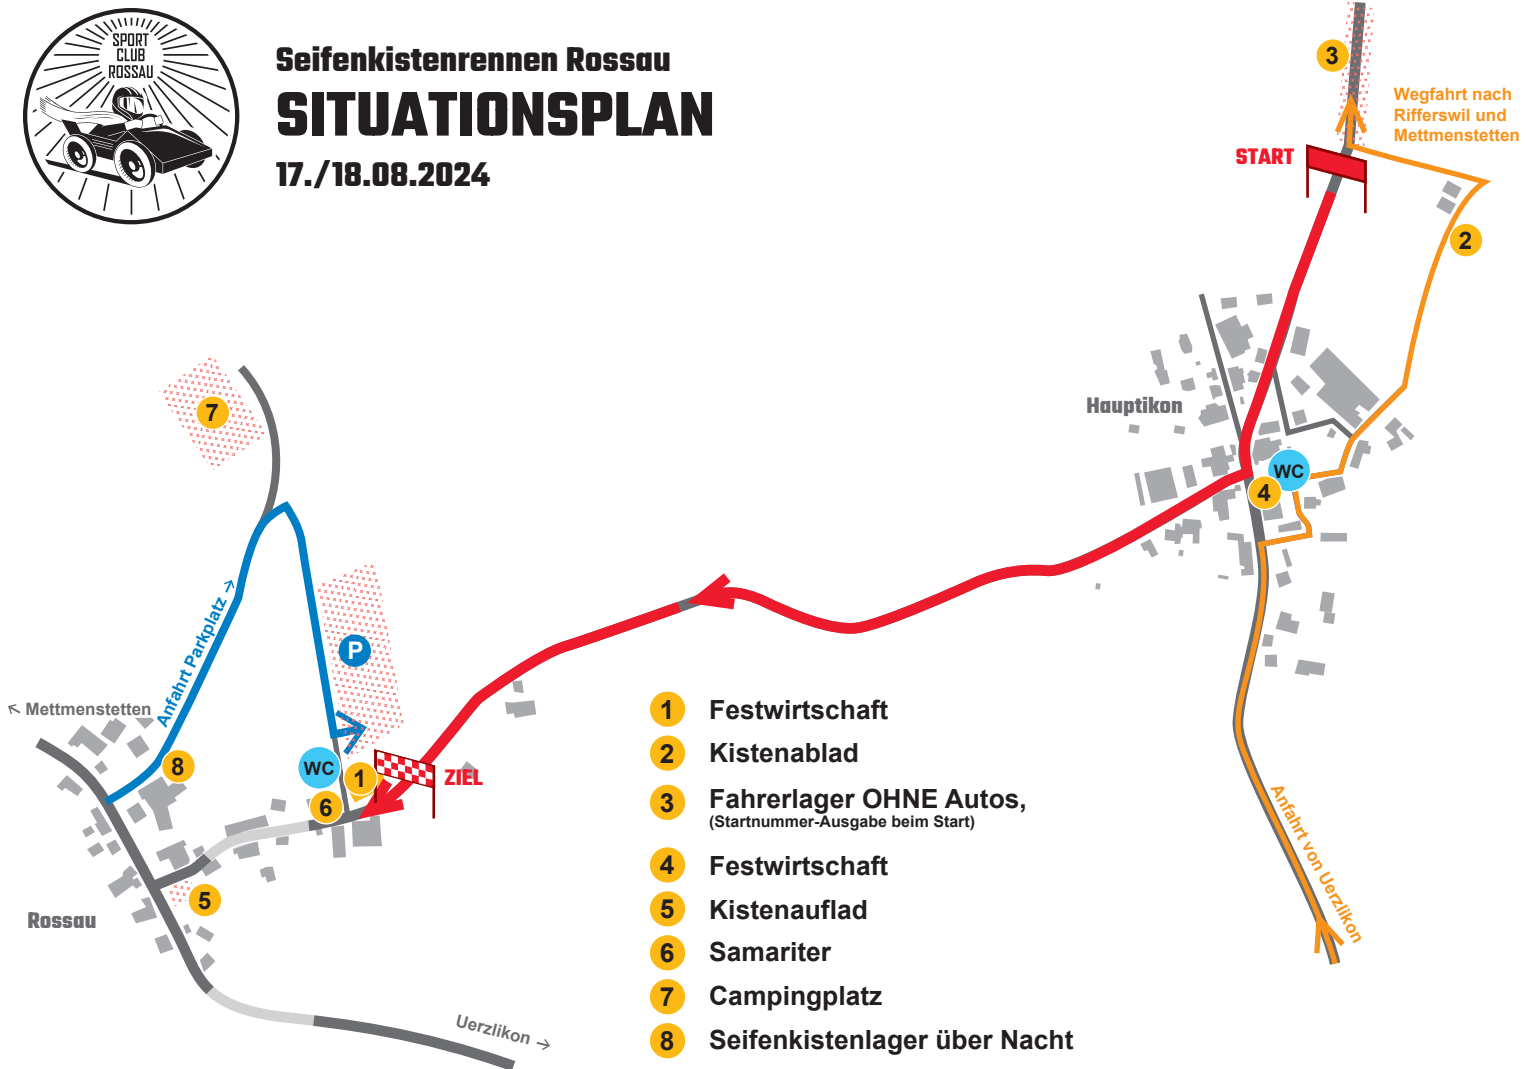 SPORT
CLUB
ROSSAU
Seifenkistenrennen Rossau
SITUATIONSPLAN
17./18.08.2024
3
Wegfahrt nach
Rifferswil und
Mettmenstetten
START
2
Hauptikon
WC
4
7
Anfahrt Parkplatz →
P
← Mettmenstetten
8
WC
1
ZIEL
6
5
Rossau
Uerzlikon →
Anfahrt von Uerzlikon
1 Festwirtschaft
2 Kistenablad
3 Fahrerlager OHNE Autos,
(Startnummer-Ausgabe beim Start)
4 Festwirtschaft
5 Kistenauflad
6 Samariter
7 Campingplatz
8 Seifenkistenlager über Nacht